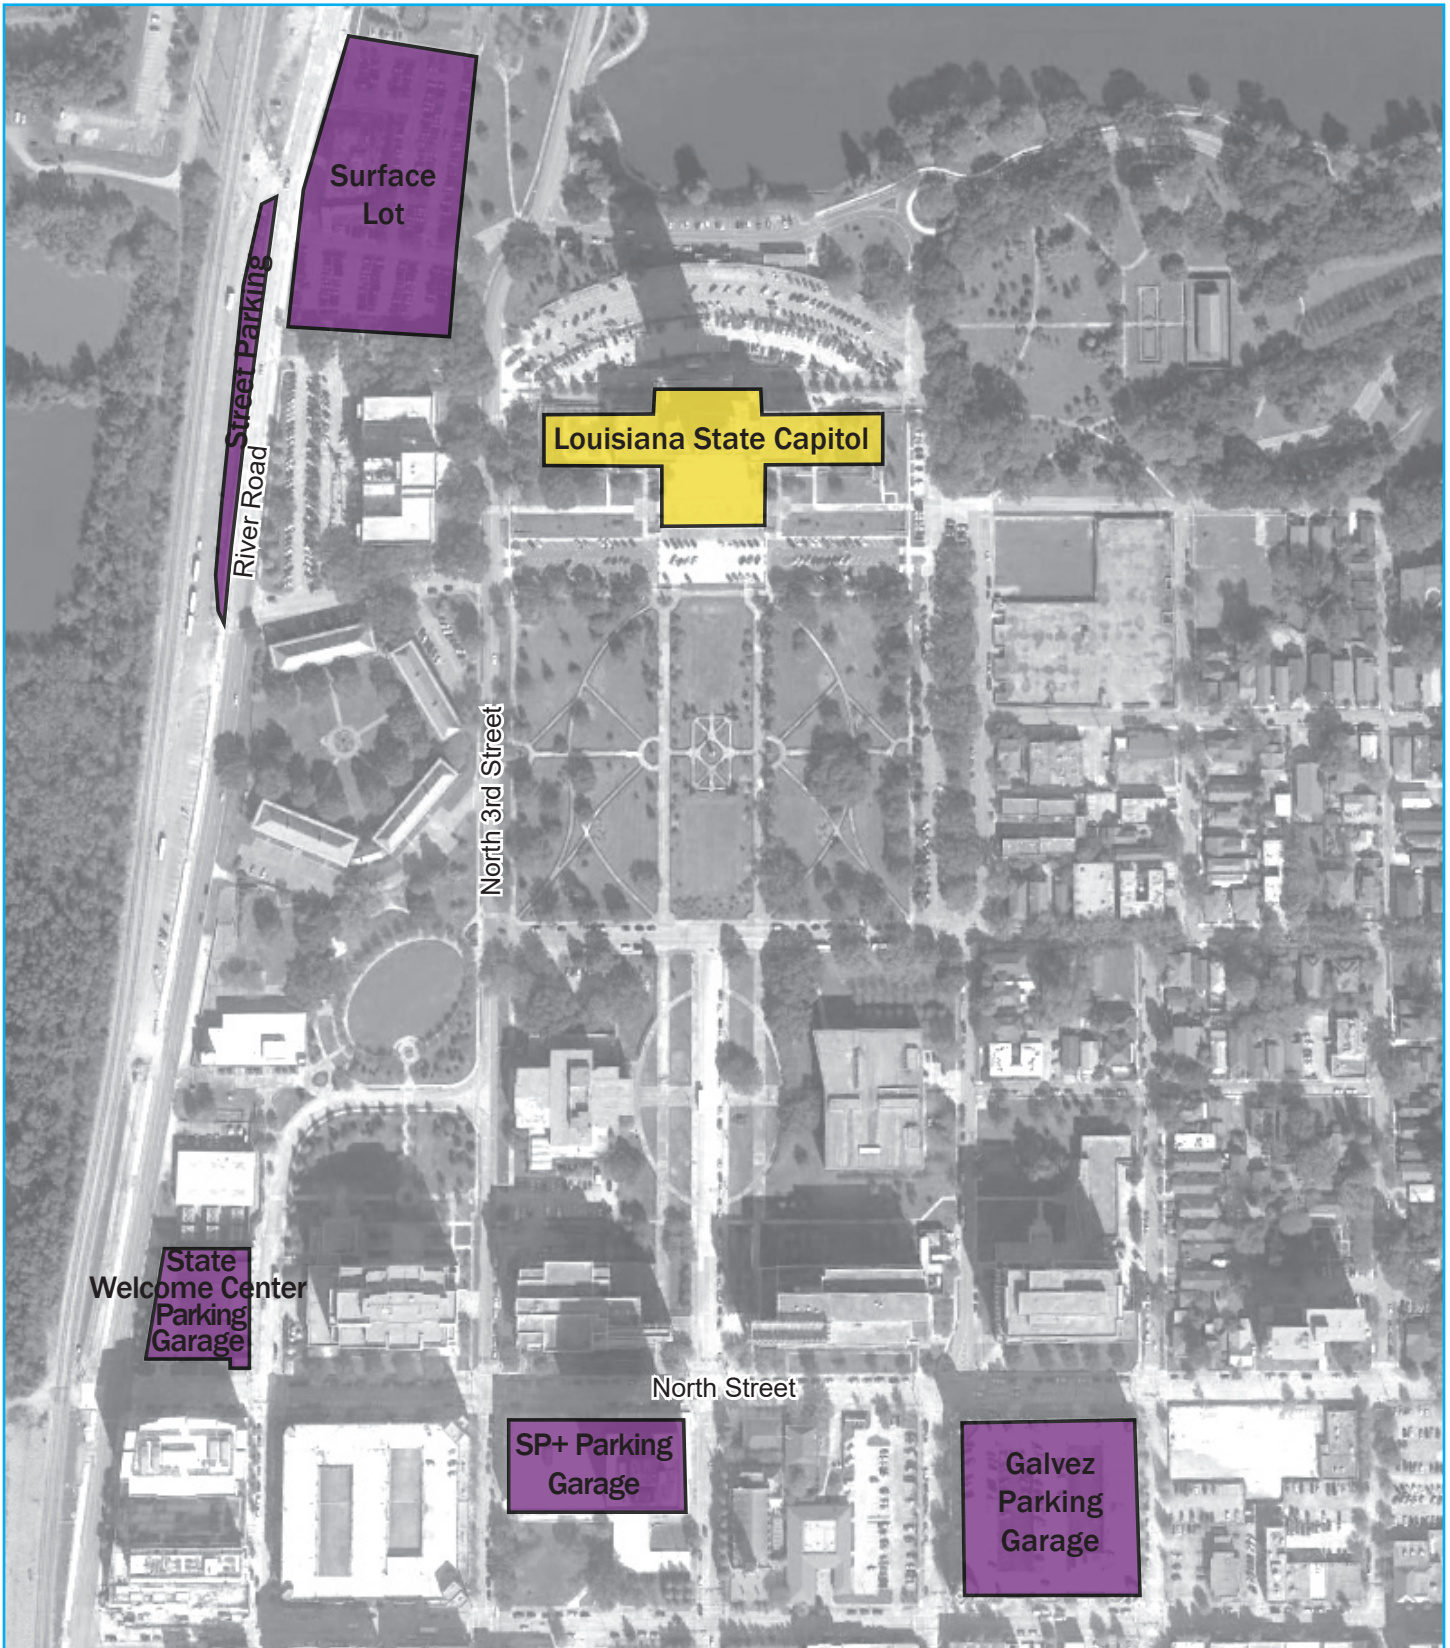 Surface
Lot
Street Parking
Louisiana State Capitol
River Road
North 3rd Street
State
Welcome Center
Parking
Garage
North Street
SP+ Parking
Garage
Galvez
Parking
Garage